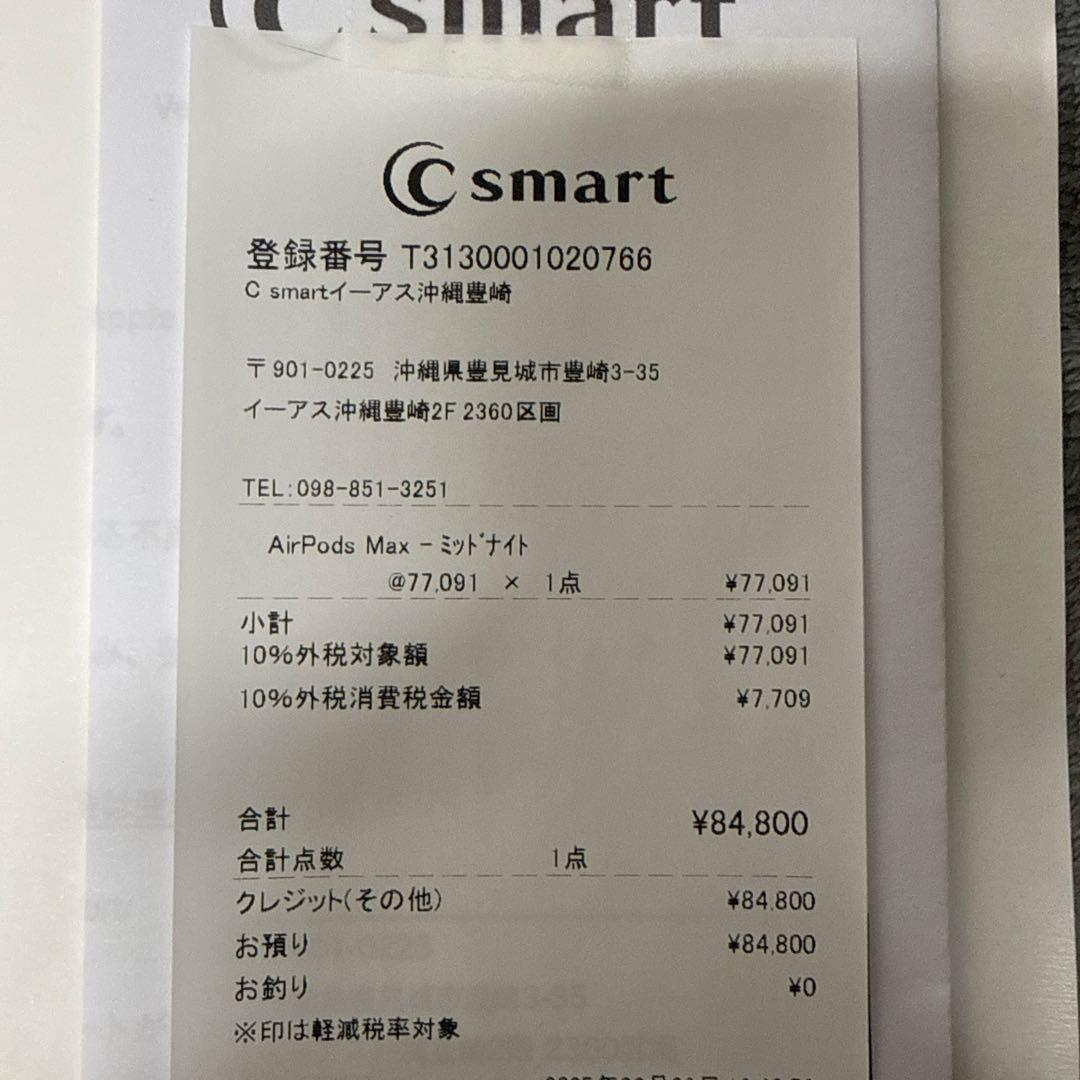 C smart
C smart
登録番号 T3130001020766
C smartイーアス沖縄豊崎
〒901-0225 沖縄県豊見城市豊崎3-35
イーアス沖縄豊崎2F 2360区画
TEL:098-851-3251
AirPods Max - ﾐｯﾄﾞﾅｲﾄ
@77,091 × 1点 ¥77,091
小計 ¥77,091
10%外税対象額 ¥77,091
10%外税消費税金額 ¥7,709
合計 ¥84,800
合計点数 1点
クレジット(その他) ¥84,800
お預り ¥84,800
お釣り ¥0
※印は軽減税率対象